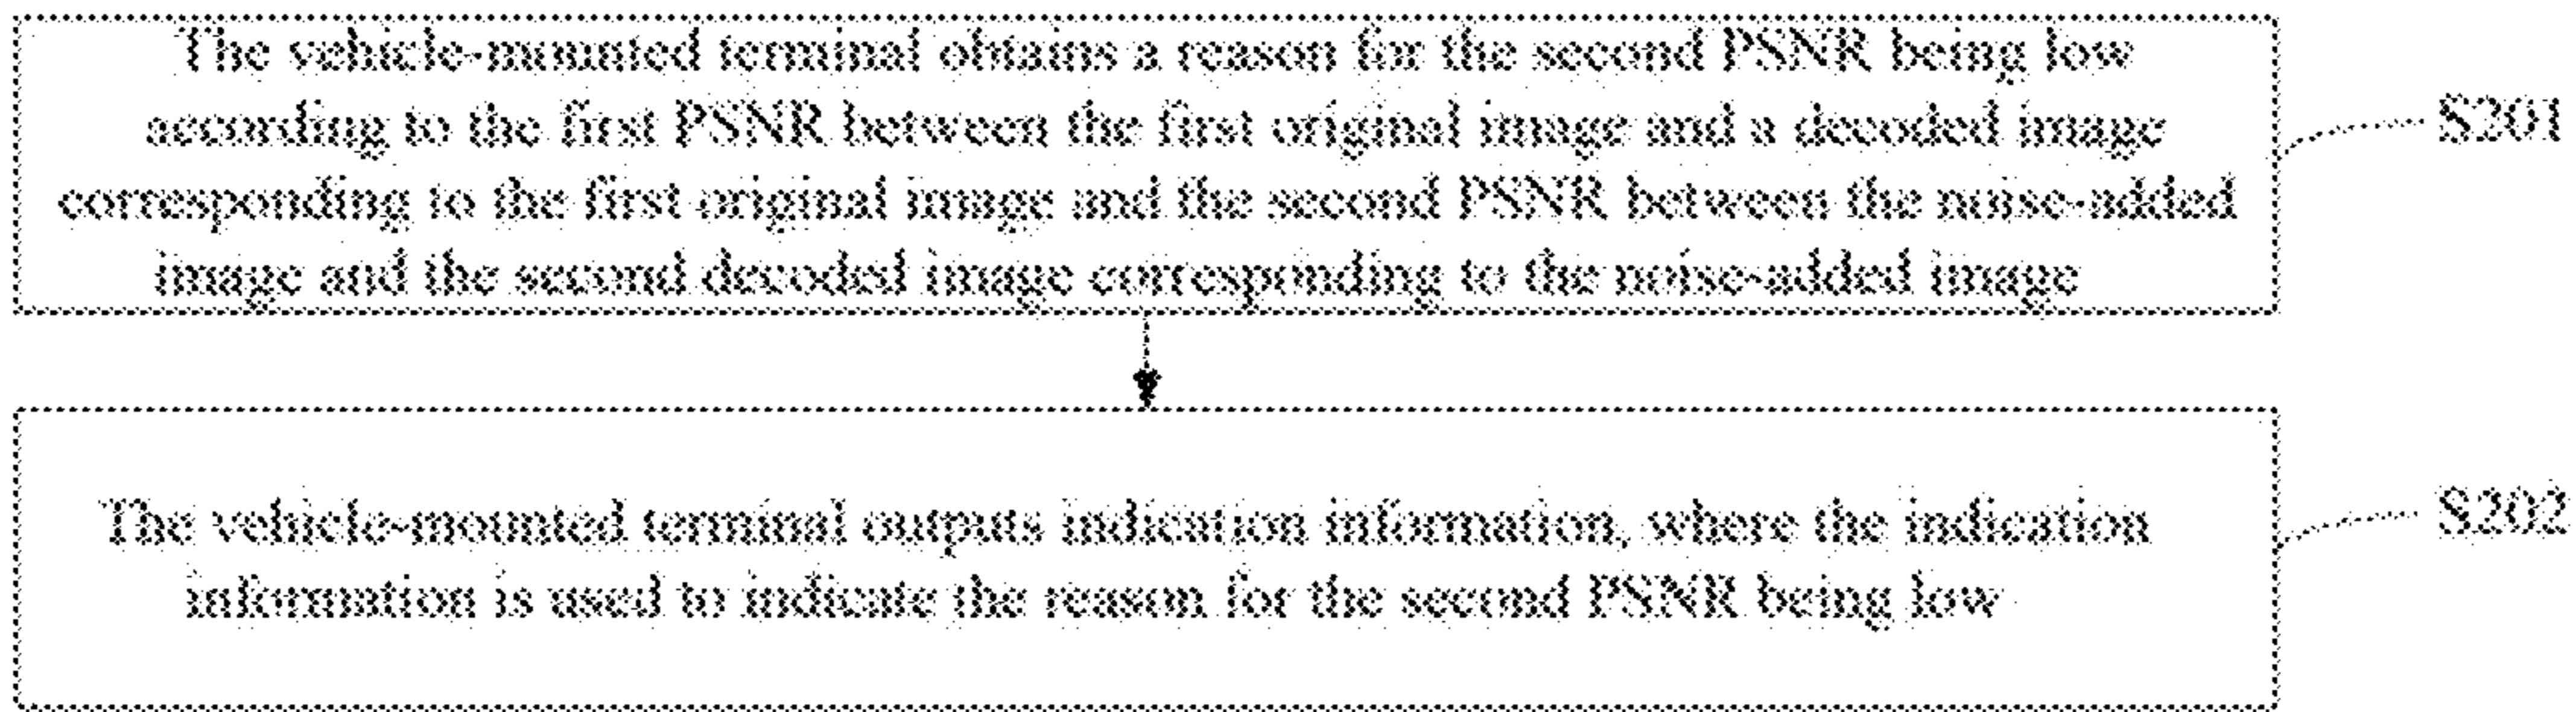 The vehicle-mounted terminal obtains a reason for the second PSNR being low
according to the first PSNR between the first original image and a decoded image
corresponding to the first original image and the second PSNR between the noise-added
image and the second decoded image corresponding to the noise-added image
S201
The vehicle-mounted terminal outputs indication information, where the indication
information is used to indicate the reason for the second PSNR being low
S202